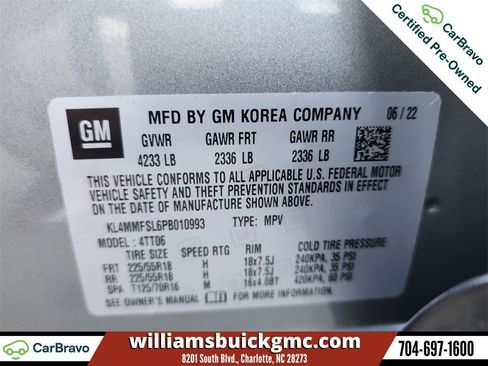 CarBravo
Certified Pre-Owned
GM
MFD BY GM KOREA COMPANY 06 / 22
GVWR GAWR FRT GAWR RR
4233 LB 2336 LB 2336 LB
THIS VEHICLE CONFORMS TO ALL APPLICABLE U.S. FEDERAL MOTOR
VEHICLE SAFETY AND THEFT PREVENTION STANDARDS IN EFFECT
ON THE DATE OF MANUFACTURE SHOWN ABOVE.
KL4MMFSL6PB010993 TYPE: MPV
MODEL: 4TT06
TIRE SIZE SPEED RTG RIM COLD TIRE PRESSURE
FRT 225/55R18 H 18x7.5J 240KPA, 35 PSI
RR 225/55R18 H 18x7.5J 240KPA, 35 PSI
SPA T125/70R16 M 16x4.0BT 420KPA, 60 PSI
SEE OWNER'S MANUAL FOR MORE INFORMATION.
CarBravo
williamsbuickgmc.com
8201 South Blvd., Charlotte, NC 28273
704-697-1600